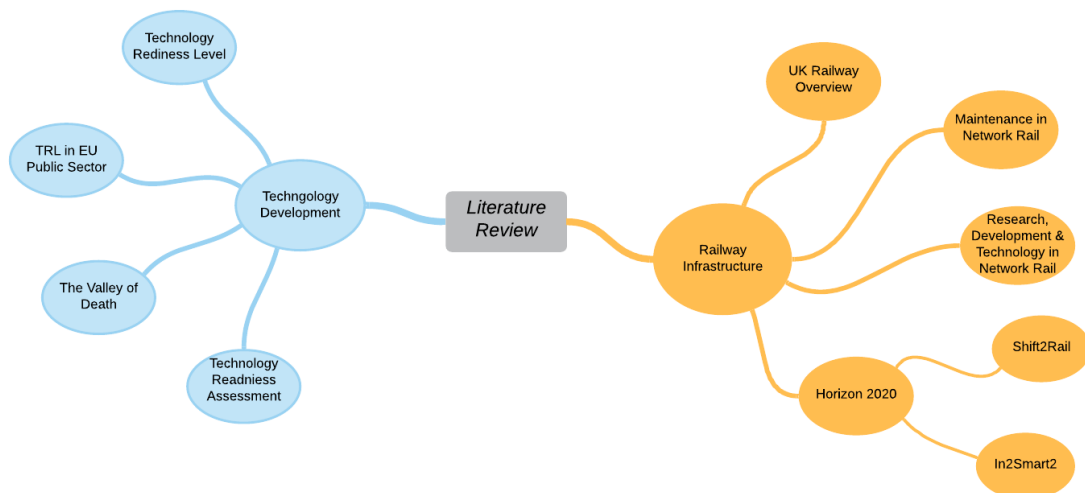 Technology
Rediness Level
TRL in EU
Public Sector
Techngology
Development
The Valley of
Death
Technology
Readniess
Assessment
Literature
Review
UK Railway
Overview
Maintenance in
Network Rail
Railway
Infrastructure
Research,
Development &
Technology in
Network Rail
Horizon 2020
Shift2Rail
In2Smart2